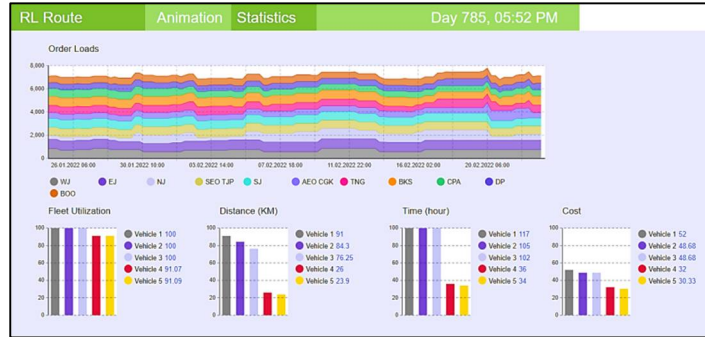 RL Route Animation Statistics Day 785, 05:52 PM
Order Loads
8,000
6,000
4,000
2,000
0
26.01.2022 06:00 30.01.2022 10:00 03.02.2022 14:00 07.02.2022 18:00 11.02.2022 22:00 16.02.2022 02:00 20.02.2022 06:00
WJ EJ NJ SEO TJP SJ AEO CGK TNG BKS CPA DP
BOO
Fleet Utilization Distance (KM) Time (hour) Cost
100 Vehicle 1 100 100 Vehicle 1 91 100 Vehicle 1 117 100 Vehicle 1 52
80 Vehicle 2 100 80 Vehicle 2 84.3 80 Vehicle 2 105 80 Vehicle 2 48.68
60 Vehicle 3 100 60 Vehicle 3 76.25 60 Vehicle 3 102 60 Vehicle 3 48.68
40 Vehicle 4 91.07 40 Vehicle 4 26 40 Vehicle 4 36 40 Vehicle 4 32
20 Vehicle 5 91.09 20 Vehicle 5 23.9 20 Vehicle 5 34 20 Vehicle 5 30.33
0 0 0 0